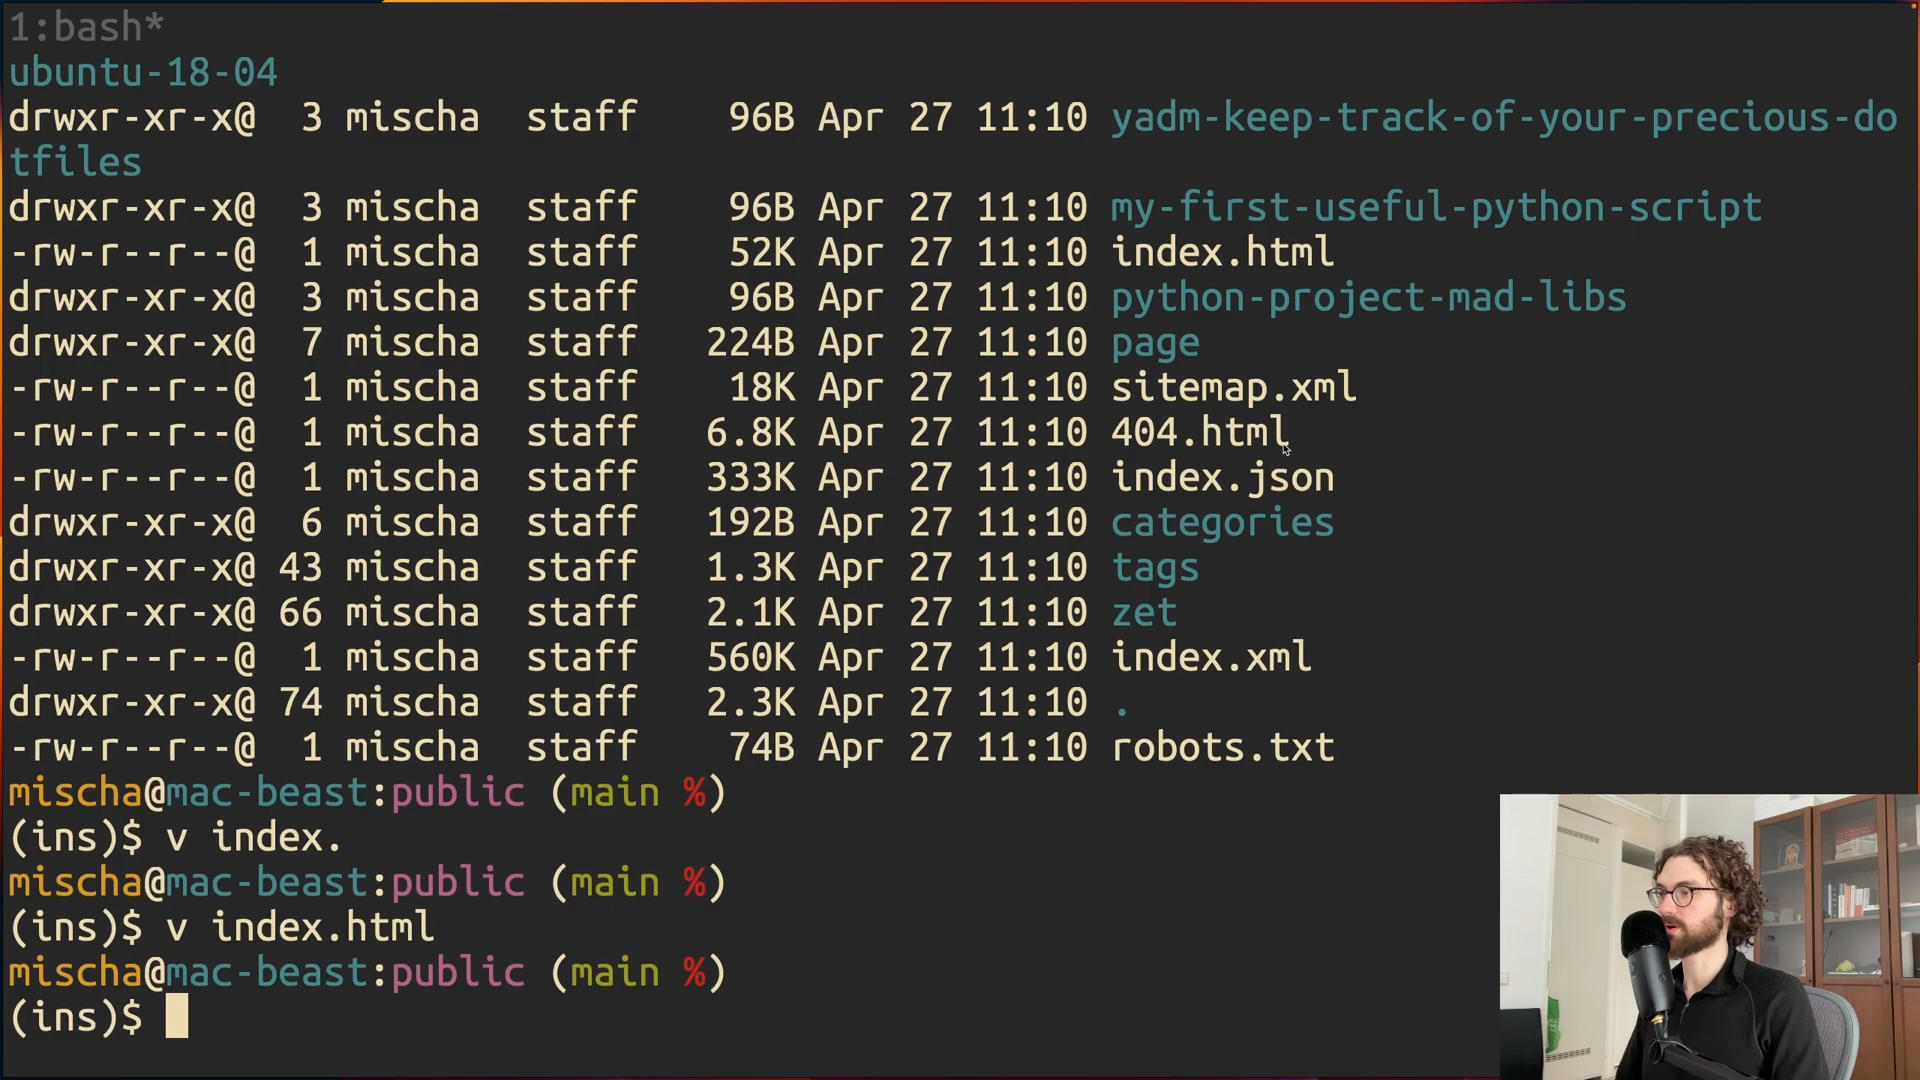 1:bash*
ubuntu-18-04
drwxr-xr-x@  3 mischa  staff    96B Apr 27 11:10 yadm-keep-track-of-your-precious-do
tfiles
drwxr-xr-x@  3 mischa  staff    96B Apr 27 11:10 my-first-useful-python-script
-rw-r--r--@  1 mischa  staff    52K Apr 27 11:10 index.html
drwxr-xr-x@  3 mischa  staff    96B Apr 27 11:10 python-project-mad-libs
drwxr-xr-x@  7 mischa  staff   224B Apr 27 11:10 page
-rw-r--r--@  1 mischa  staff    18K Apr 27 11:10 sitemap.xml
-rw-r--r--@  1 mischa  staff   6.8K Apr 27 11:10 404.html
-rw-r--r--@  1 mischa  staff   333K Apr 27 11:10 index.json
drwxr-xr-x@  6 mischa  staff   192B Apr 27 11:10 categories
drwxr-xr-x@ 43 mischa  staff   1.3K Apr 27 11:10 tags
drwxr-xr-x@ 66 mischa  staff   2.1K Apr 27 11:10 zet
-rw-r--r--@  1 mischa  staff   560K Apr 27 11:10 index.xml
drwxr-xr-x@ 74 mischa  staff   2.3K Apr 27 11:10 .
-rw-r--r--@  1 mischa  staff    74B Apr 27 11:10 robots.txt
mischa@mac-beast:public (main %)
(ins)$ v index.
mischa@mac-beast:public (main %)
(ins)$ v index.html
mischa@mac-beast:public (main %)
(ins)$